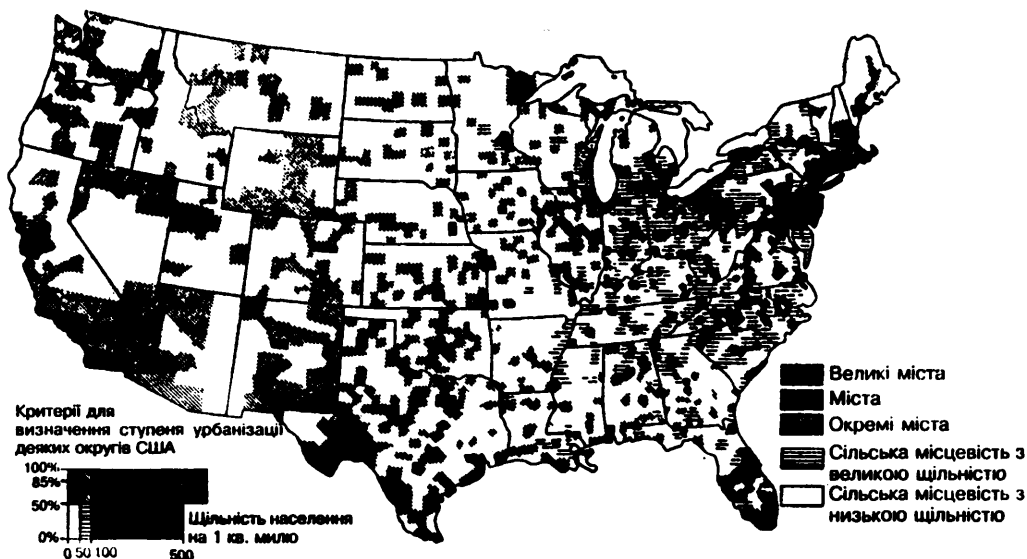 Критерії для
визначення ступеня урбанізації
деяких округів США
100%
85%
50%
0%
0 50 100 500
Щільність населення
на 1 кв. милю
Великі міста
Міста
Окремі міста
Сільська місцевість з
великою щільністю
Сільська місцевість з
низькою щільністю